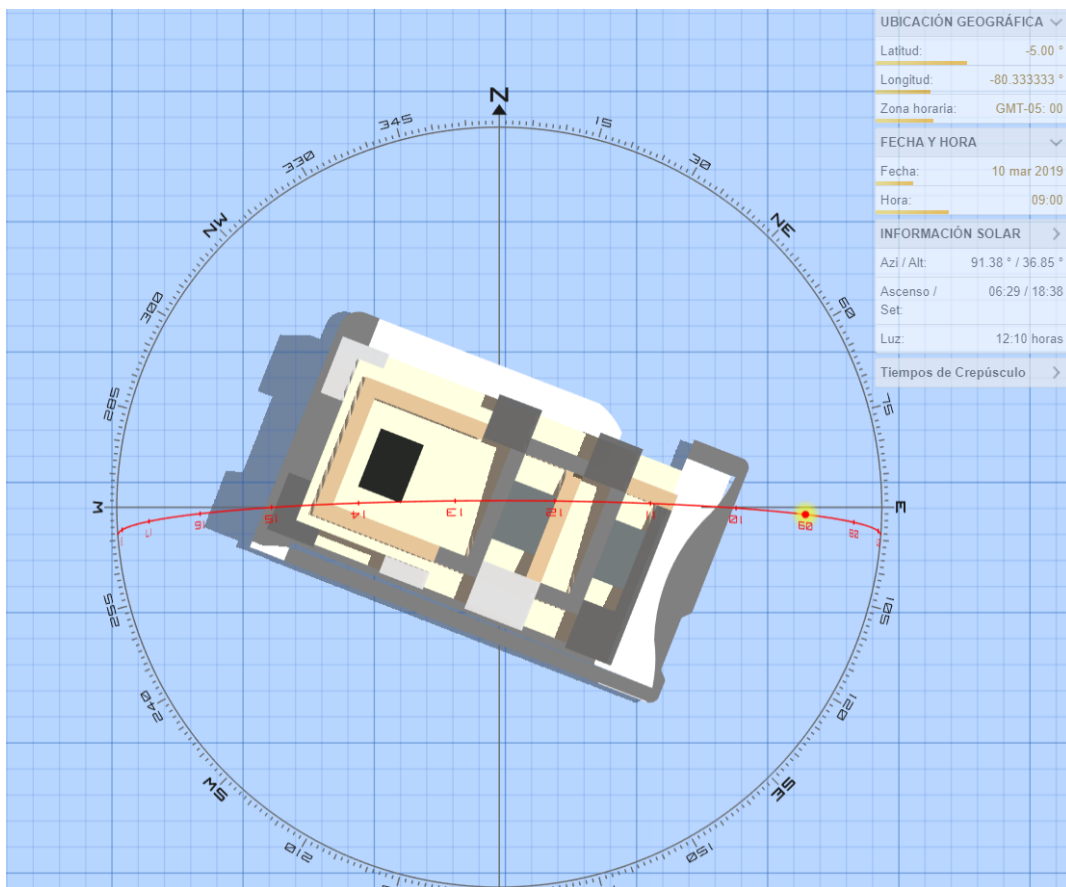 UBICACIÓN GEOGRÁFICA
Latitud: -5.00 °
Longitud: -80.333333 °
Zona horaria: GMT-05: 00
FECHA Y HORA
Fecha: 10 mar 2019
Hora: 09:00
INFORMACIÓN SOLAR
Azi / Alt: 91.38 ° / 36.85 °
Ascenso / 06:29 / 18:38
Set:
Luz: 12:10 horas
Tiempos de Crepúsculo
N
345
15
330
30
NW
NE
300
60
285
75
W
E
17
16
15
14
13
12
11
10
09
08
255
105
240
120
SW
SE
210
150